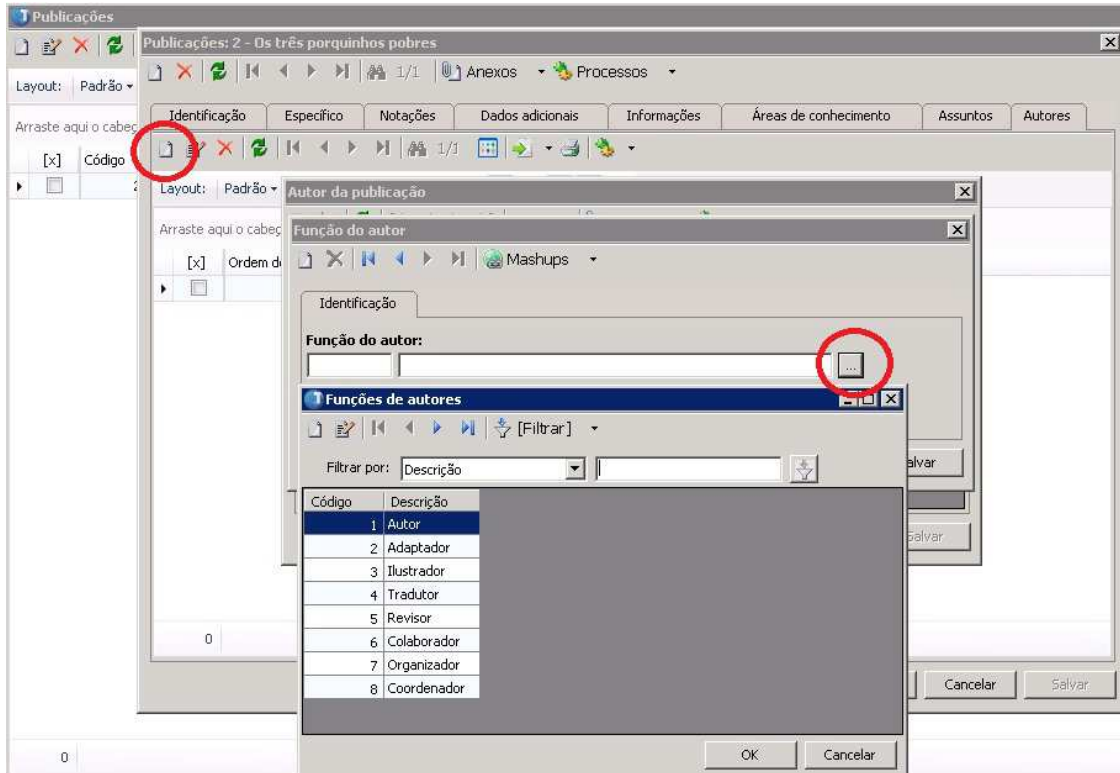 Publicações
Publicações: 2 - Os três porquinhos pobres
1/1 Anexos Processos
Layout: Padrão
Identificação Específico Notações Dados adicionais Informações Áreas de conhecimento Assuntos Autores
Arraste aqui o cabeç
1/1
[x] Código
2
Layout: Padrão
Autor da publicação
Arraste aqui o cabeç
Função do autor
[x] Ordem d
Mashups
Identificação
Função do autor:
...
Funções de autores
[Filtrar]
Filtrar por: Descrição
alvar
Código Descrição
1 Autor
2 Adaptador
Salvar
3 Ilustrador
4 Tradutor
5 Revisor
0
6 Colaborador
7 Organizador
8 Coordenador
Cancelar Salvar
0
OK Cancelar